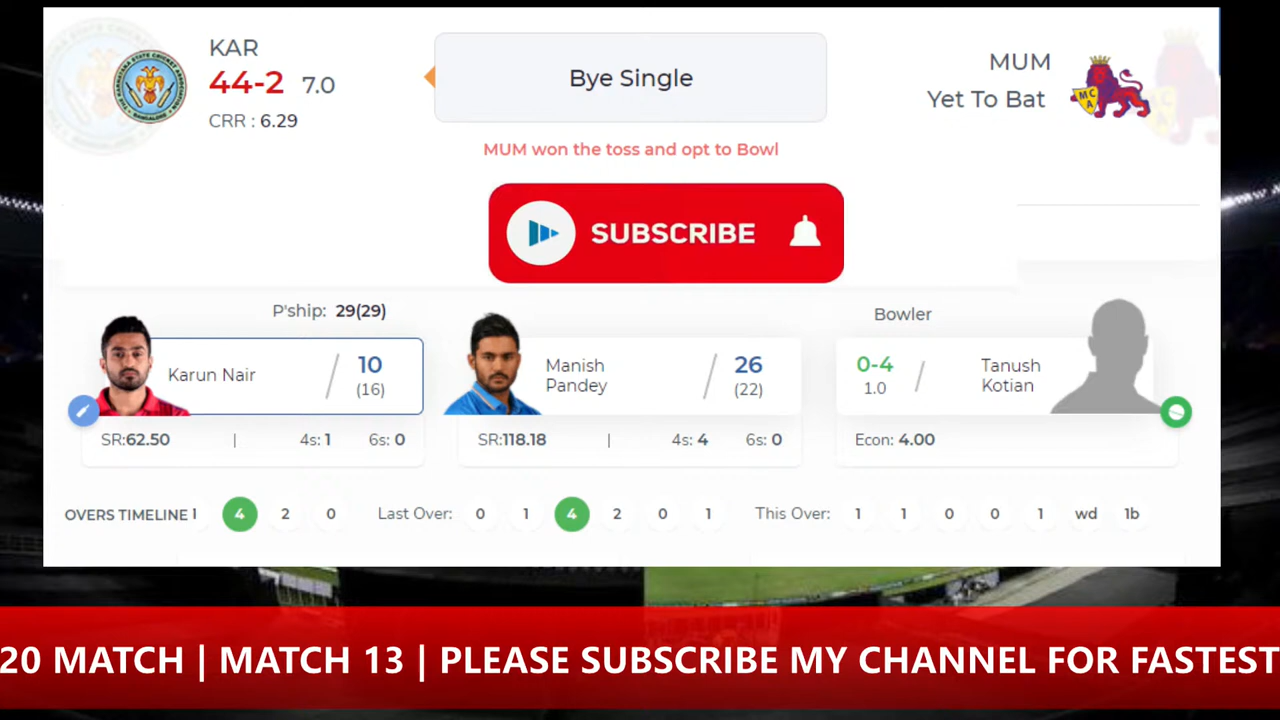 KAR
44-2 7.0
CRR : 6.29
Bye Single
MUM
Yet To Bat
MCA
MUM won the toss and opt to Bowl
SUBSCRIBE
P'ship: 29(29)
Bowler
Karun Nair / 10
(16)
Manish
Pandey / 26
(22)
0-4
1.0 / Tanush
Kotian
SR:62.50 | 4s: 1 6s: 0
SR:118.18 | 4s: 4 6s: 0
Econ: 4.00
OVERS TIMELINE 1 4 2 0 Last Over: 0 1 4 2 0 1 This Over: 1 1 0 0 1 wd 1b
20 MATCH | MATCH 13 | PLEASE SUBSCRIBE MY CHANNEL FOR FASTEST